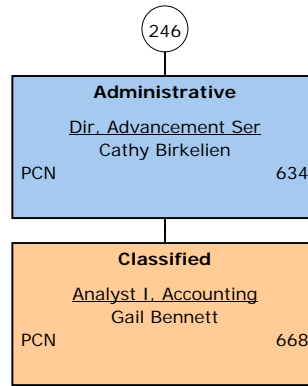 246
Administrative
Dir, Advancement Ser
Cathy Birkelien
PCN 634
Classified
Analyst I, Accounting
Gail Bennett
PCN 668